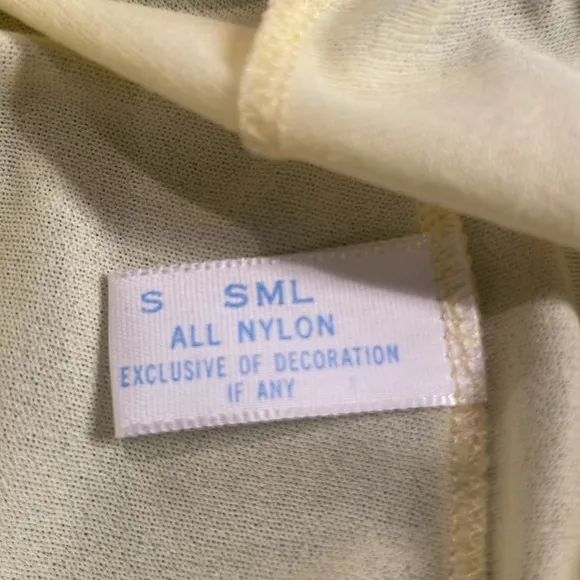 S SML
ALL NYLON
EXCLUSIVE OF DECORATION
IF ANY